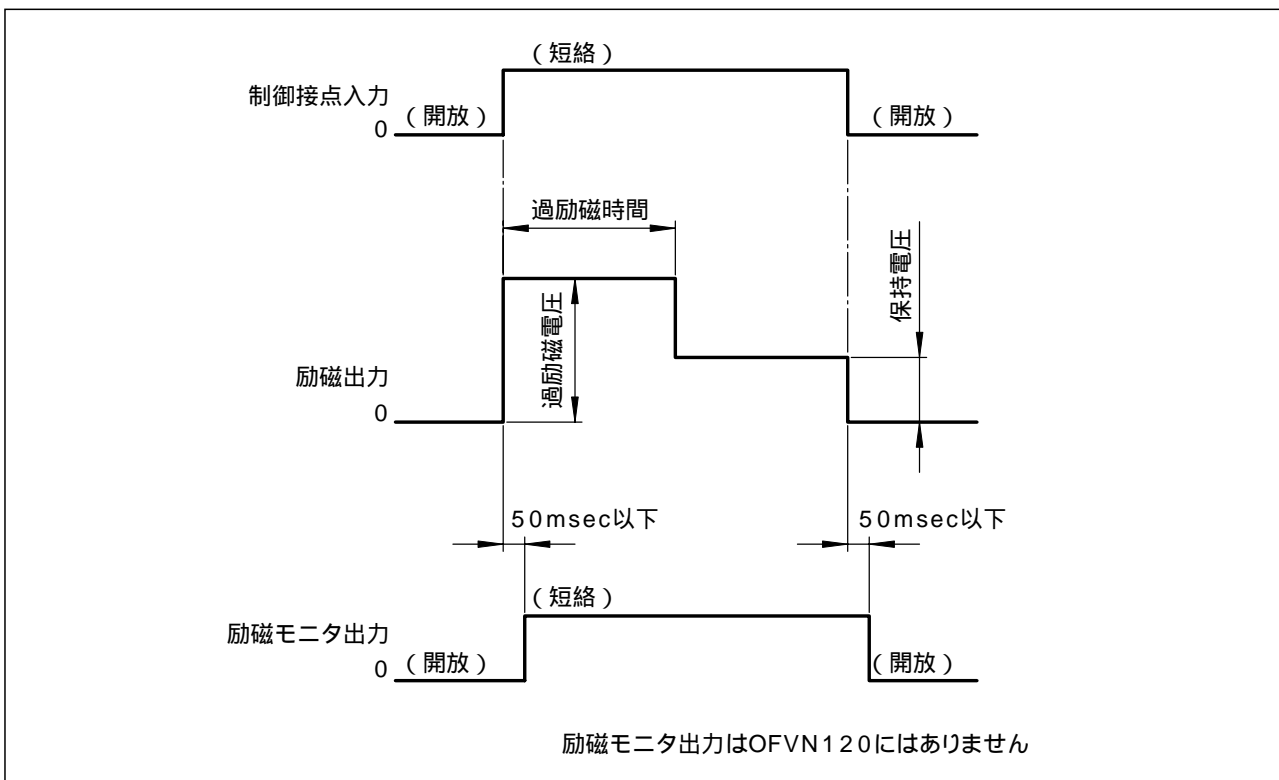 (短絡)
制御接点入力
0 (開放)
(開放)
過励磁時間
過励磁電圧
保持電圧
励磁出力
0
50msec以下
50msec以下
(短絡)
励磁モニタ出力
0 (開放)
(開放)
励磁モニタ出力はOFVN120にはありません